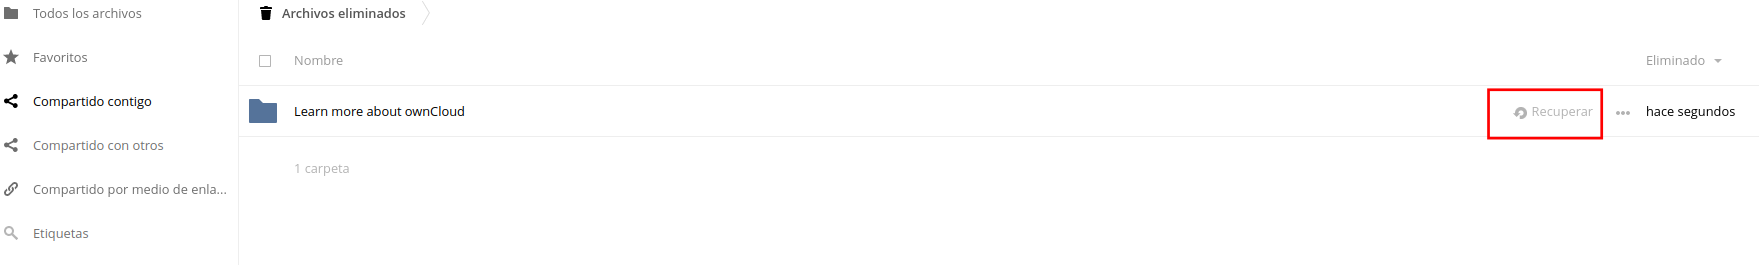 Todos los archivos
Favoritos
Compartido contigo
Compartido con otros
Compartido por medio de enla...
Etiquetas
Archivos eliminados
Nombre Eliminado
Learn more about ownCloud Recuperar hace segundos
1 carpeta